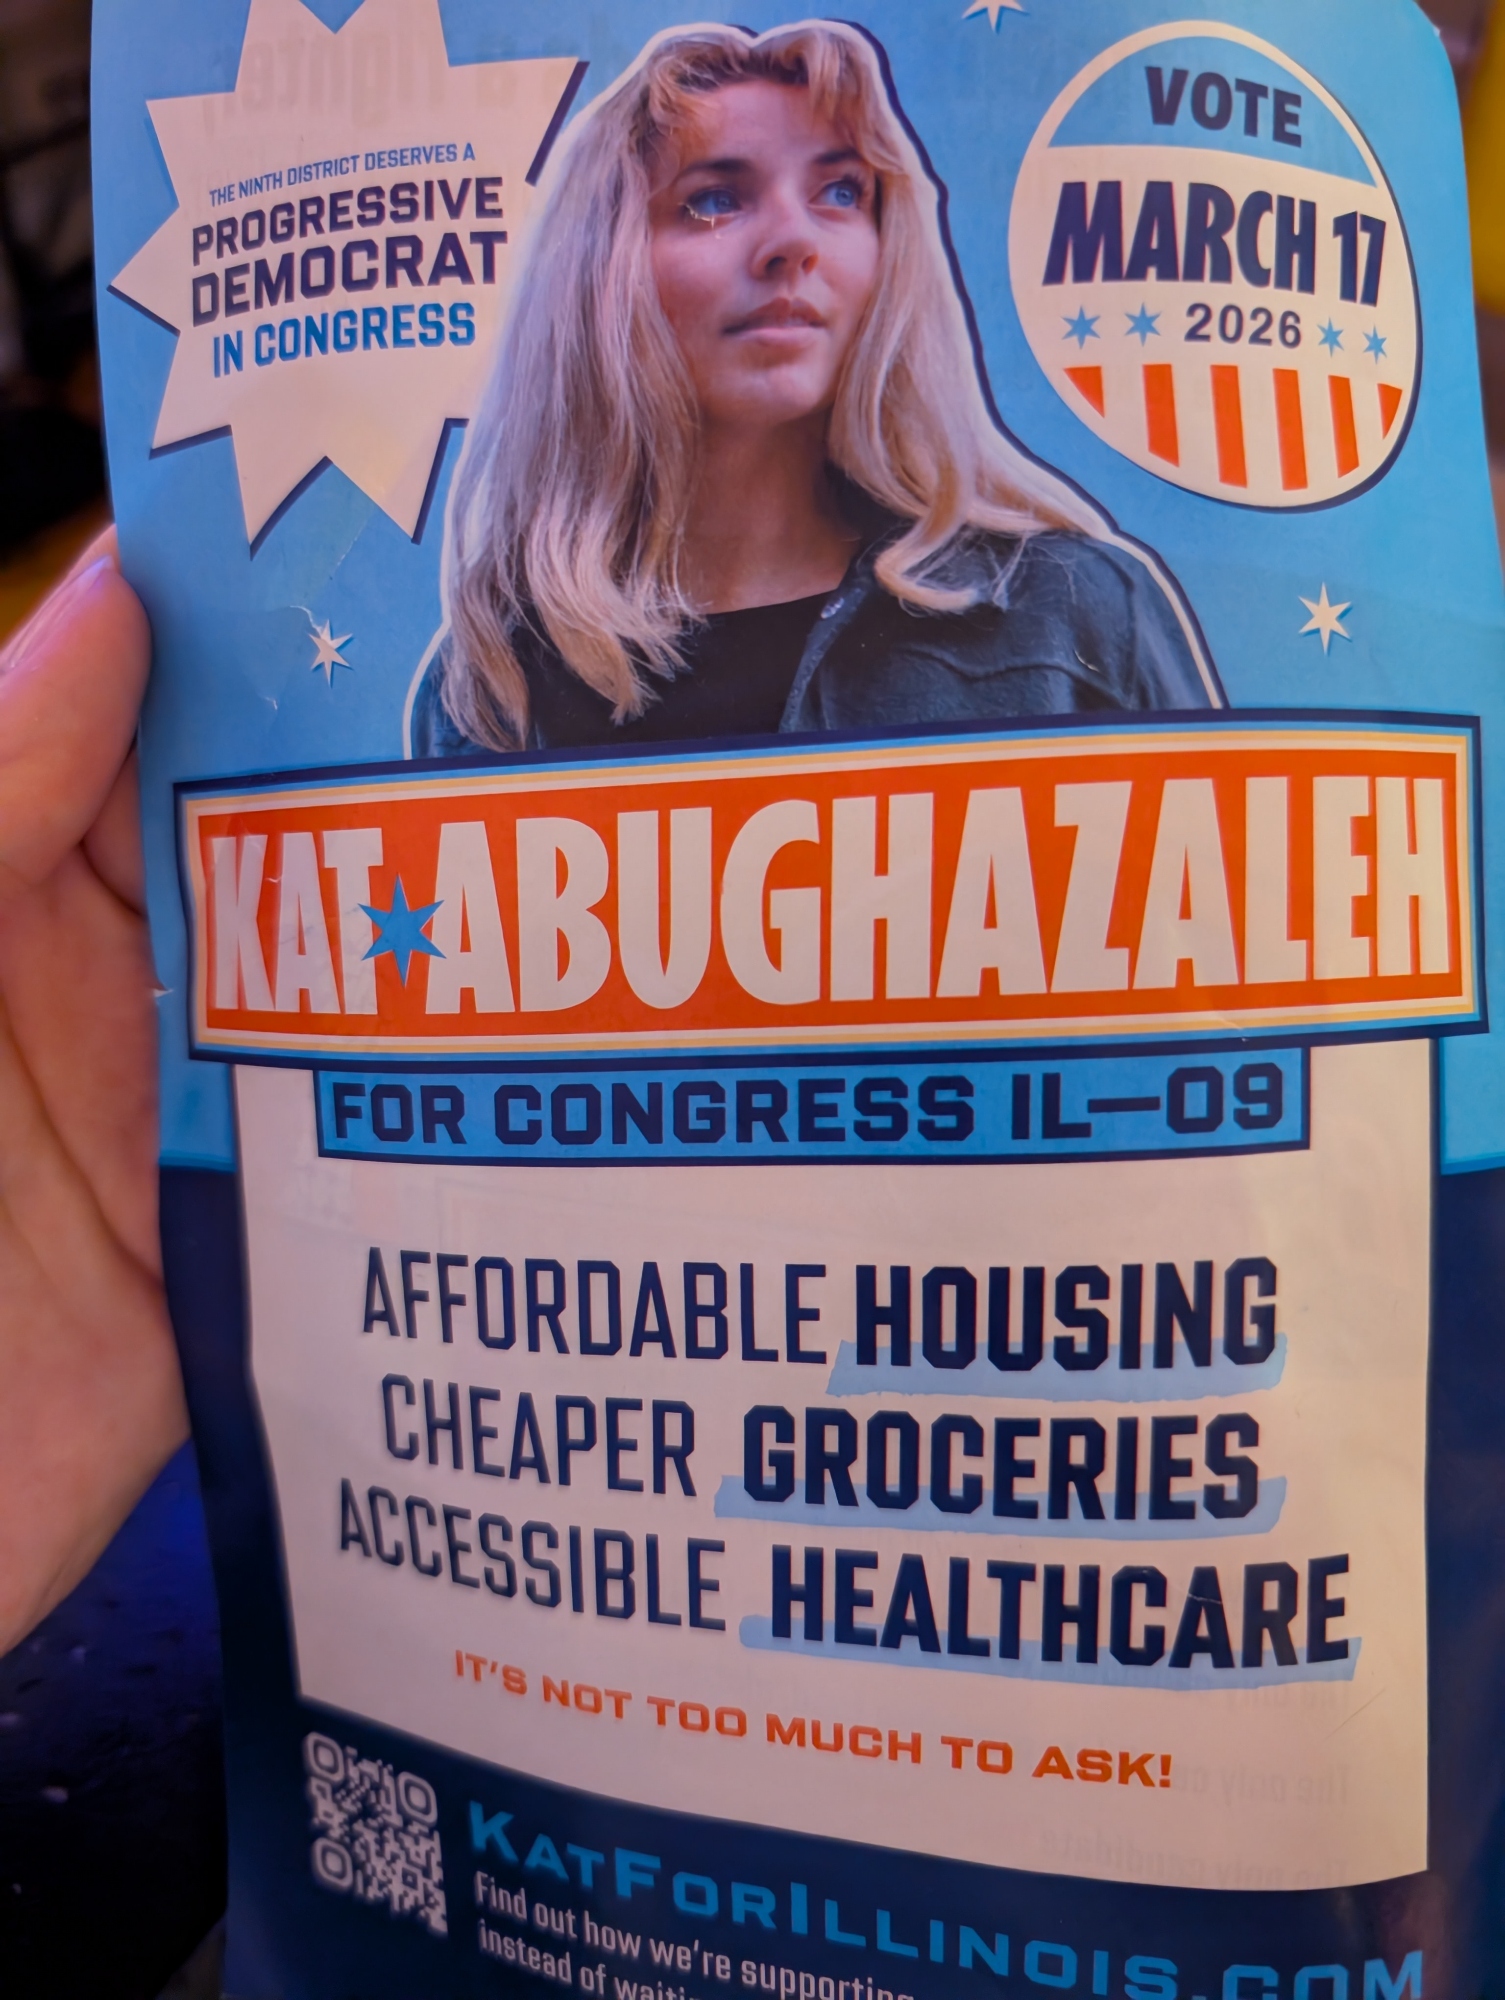 THE NINTH DISTRICT DESERVES A
PROGRESSIVE
DEMOCRAT
IN CONGRESS
VOTE
MARCH 17
2026
KAT ABUGHAZALEH
FOR CONGRESS IL—09
AFFORDABLE HOUSING
CHEAPER GROCERIES
ACCESSIBLE HEALTHCARE
IT'S NOT TOO MUCH TO ASK!
KATFORILLINOIS.COM
Find out how we're supporting
instead of